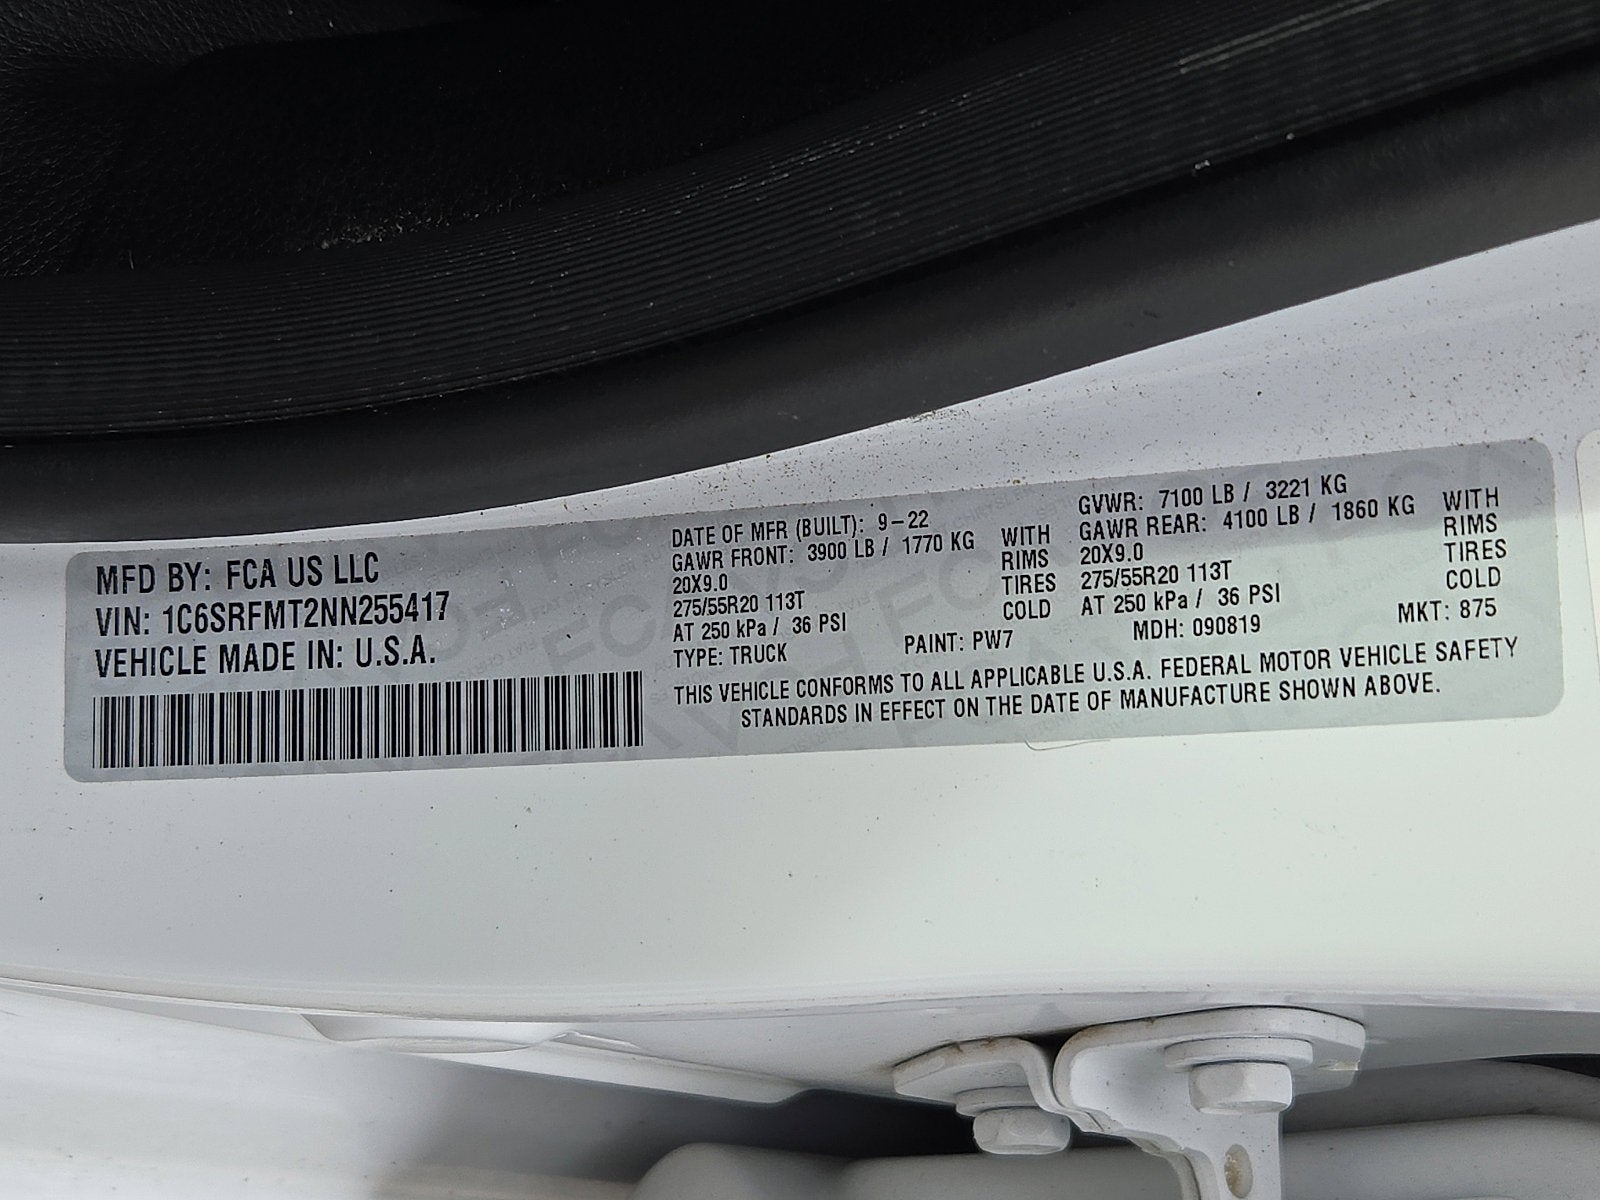 MFD BY: FCA US LLC
VIN: 1C6SRFMT2NN255417
VEHICLE MADE IN: U.S.A.
DATE OF MFR (BUILT): 9-22
GAWR FRONT: 3900 LB / 1770 KG WITH
20X9.0 RIMS
275/55R20 113T TIRES
AT 250 kPa / 36 PSI COLD
TYPE: TRUCK PAINT: PW7
GVWR: 7100 LB / 3221 KG
GAWR REAR: 4100 LB / 1860 KG WITH
20X9.0 RIMS
275/55R20 113T TIRES
AT 250 kPa / 36 PSI COLD
MDH: 090819 MKT: 875
THIS VEHICLE CONFORMS TO ALL APPLICABLE U.S.A. FEDERAL MOTOR VEHICLE SAFETY
STANDARDS IN EFFECT ON THE DATE OF MANUFACTURE SHOWN ABOVE.